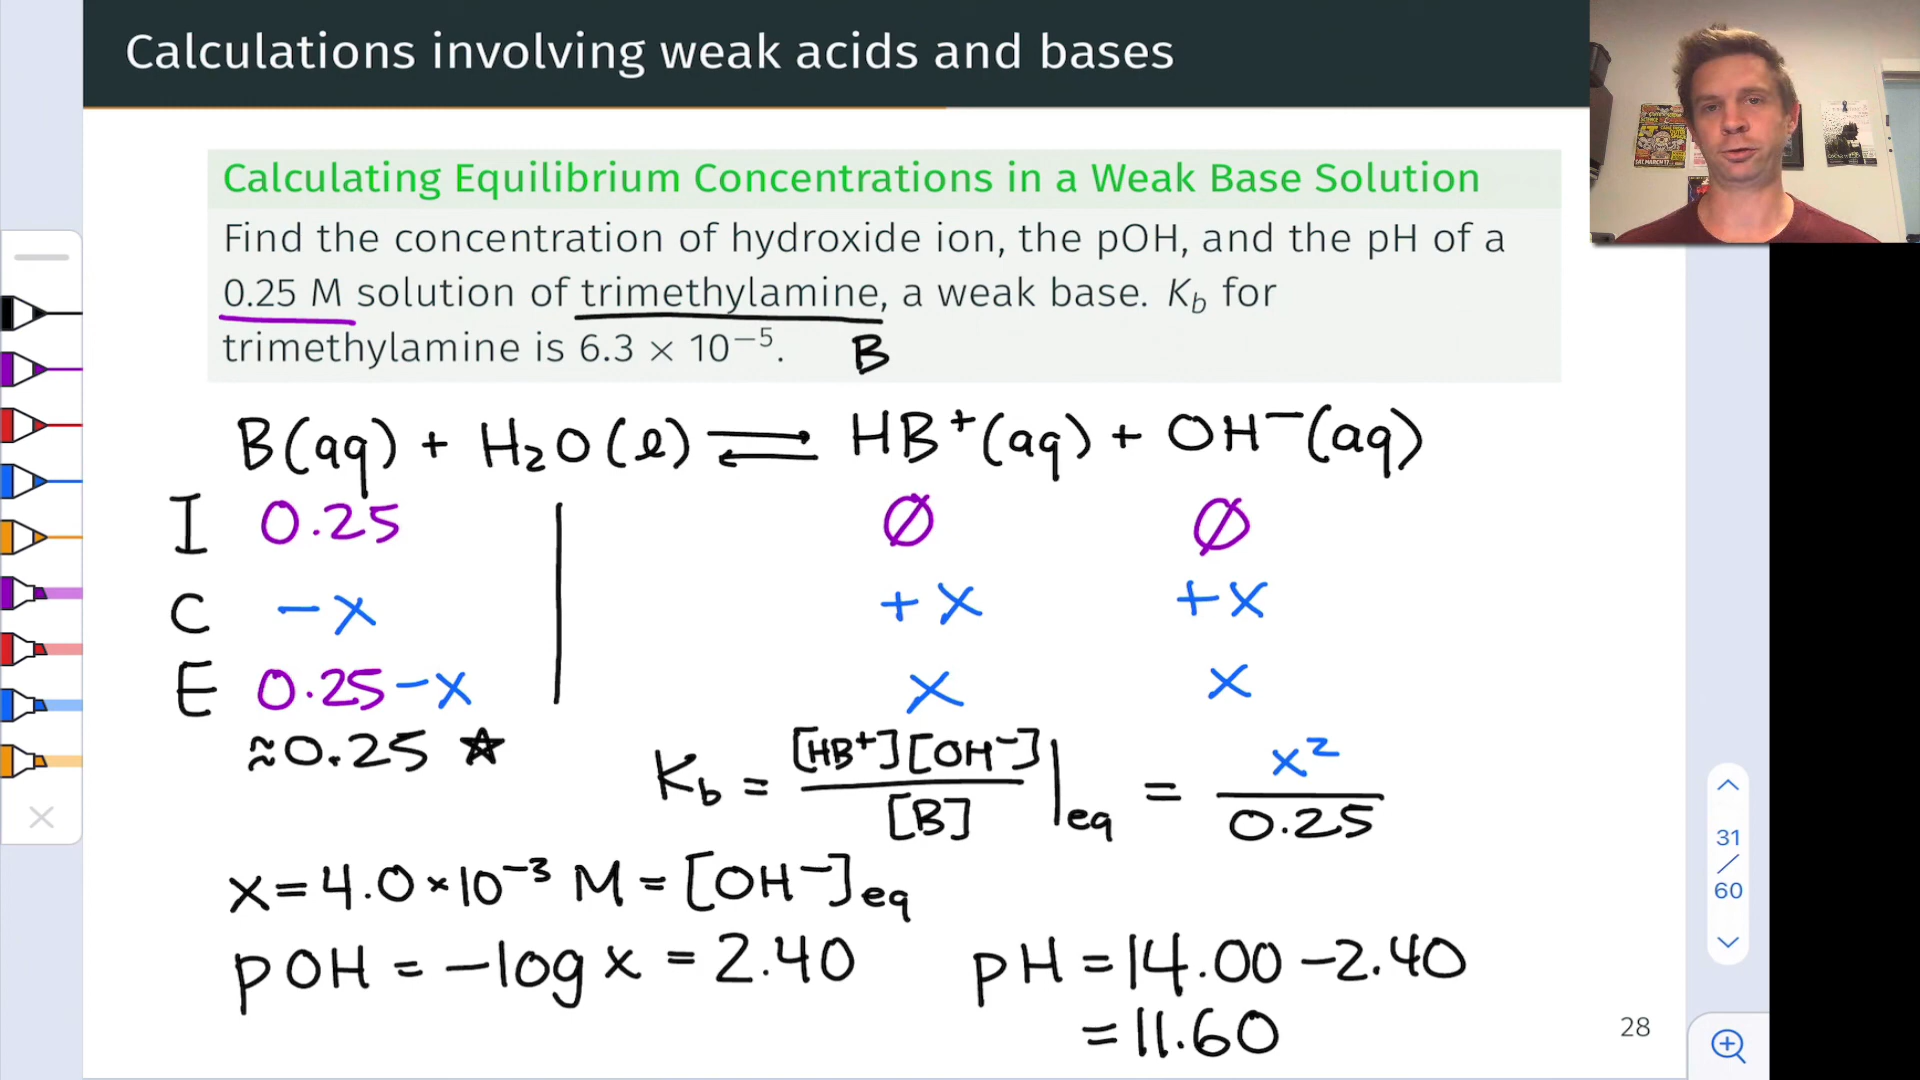 Calculations involving weak acids and bases
Calculating Equilibrium Concentrations in a Weak Base Solution
Find the concentration of hydroxide ion, the pOH, and the pH of a
0.25 M solution of trimethylamine, a weak base. K_b for
trimethylamine is 6.3 × 10⁻⁵. B
B(aq) + H₂O(l) ⇌ HB⁺(aq) + OH⁻(aq)
I 0.25 Ø Ø
C -x +x +x
E 0.25-x x x
≈0.25 ☆
K_b = [HB⁺][OH⁻] / [B] |eq = x² / 0.25
x = 4.0×10⁻³ M = [OH⁻]eq
pOH = -log x = 2.40
pH = 14.00 - 2.40
= 11.60
28
31
/
60